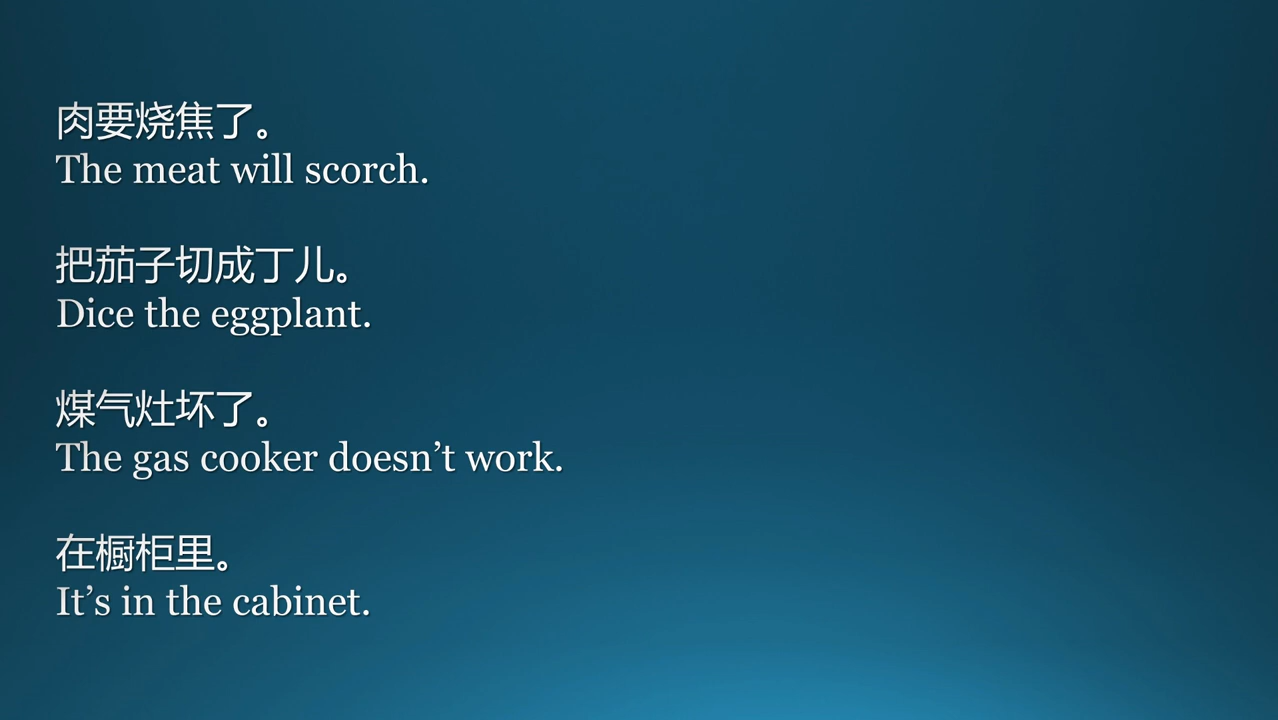 肉要烧焦了。
The meat will scorch.
把茄子切成丁儿。
Dice the eggplant.
煤气灶坏了。
The gas cooker doesn’t work.
在橱柜里。
It’s in the cabinet.